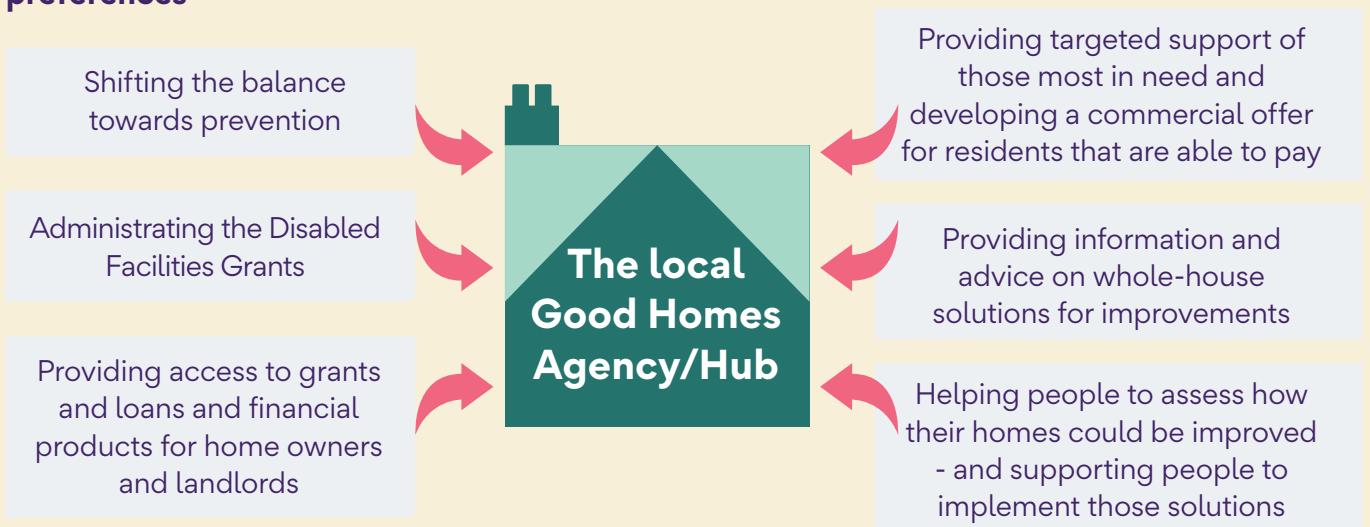 preferences
Shifting the balance
towards prevention
Administrating the Disabled
Facilities Grants
Providing access to grants
and loans and financial
products for home owners
and landlords
The local
Good Homes
Agency/Hub
Providing targeted support of
those most in need and
developing a commercial offer
for residents that are able to pay
Providing information and
advice on whole-house
solutions for improvements
Helping people to assess how
their homes could be improved
- and supporting people to
implement those solutions